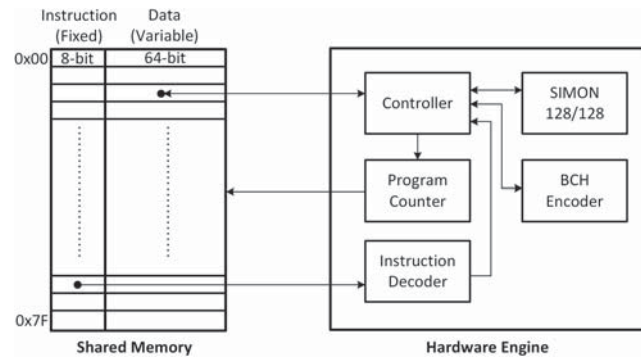 Instruction
(Fixed)
Data
(Variable)
0x00
8-bit
64-bit
0x7F
Shared Memory
Controller
SIMON
128/128
Program
Counter
BCH
Encoder
Instruction
Decoder
Hardware Engine